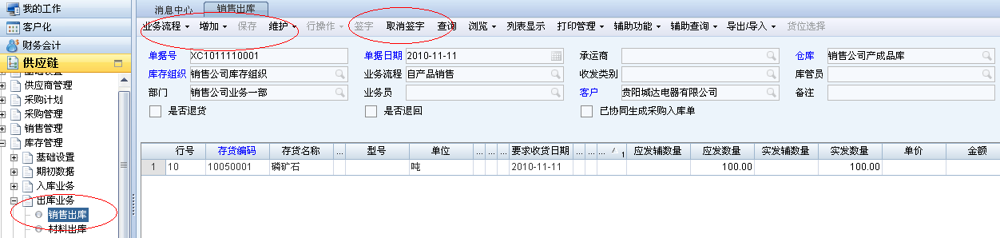 我的工作
客户化
财务会计
供应链
基础设置
供应商管理
采购计划
采购管理
销售管理
库存管理
基础设置
期初数据
入库业务
出库业务
销售出库
材料出库
消息中心 销售出库
业务流程 增加 保存 维护 行操作 签字 取消签字 查询 浏览 列表显示 打印管理 辅助功能 辅助查询 导出/导入 货位选择
单据号 XC1011110001 单据日期 2010-11-11 承运商 仓库 销售公司产成品库
库存组织 销售公司库存组织 业务流程 自产品销售 收发类别 库管员
部门 销售公司业务一部 业务员 客户 贵阳城达电器有限公司 备注
是否退货 是否退回 已协同生成采购入库单
行号 存货编码 存货名称 ... 型号 单位 ... ... ... 要求收货日期 ... ... ... 1 应发辅数量 应发数量 实发辅数量 实发数量 单价 金额
1 10 10050001 磷矿石 吨 2010-11-11 100.00 100.00